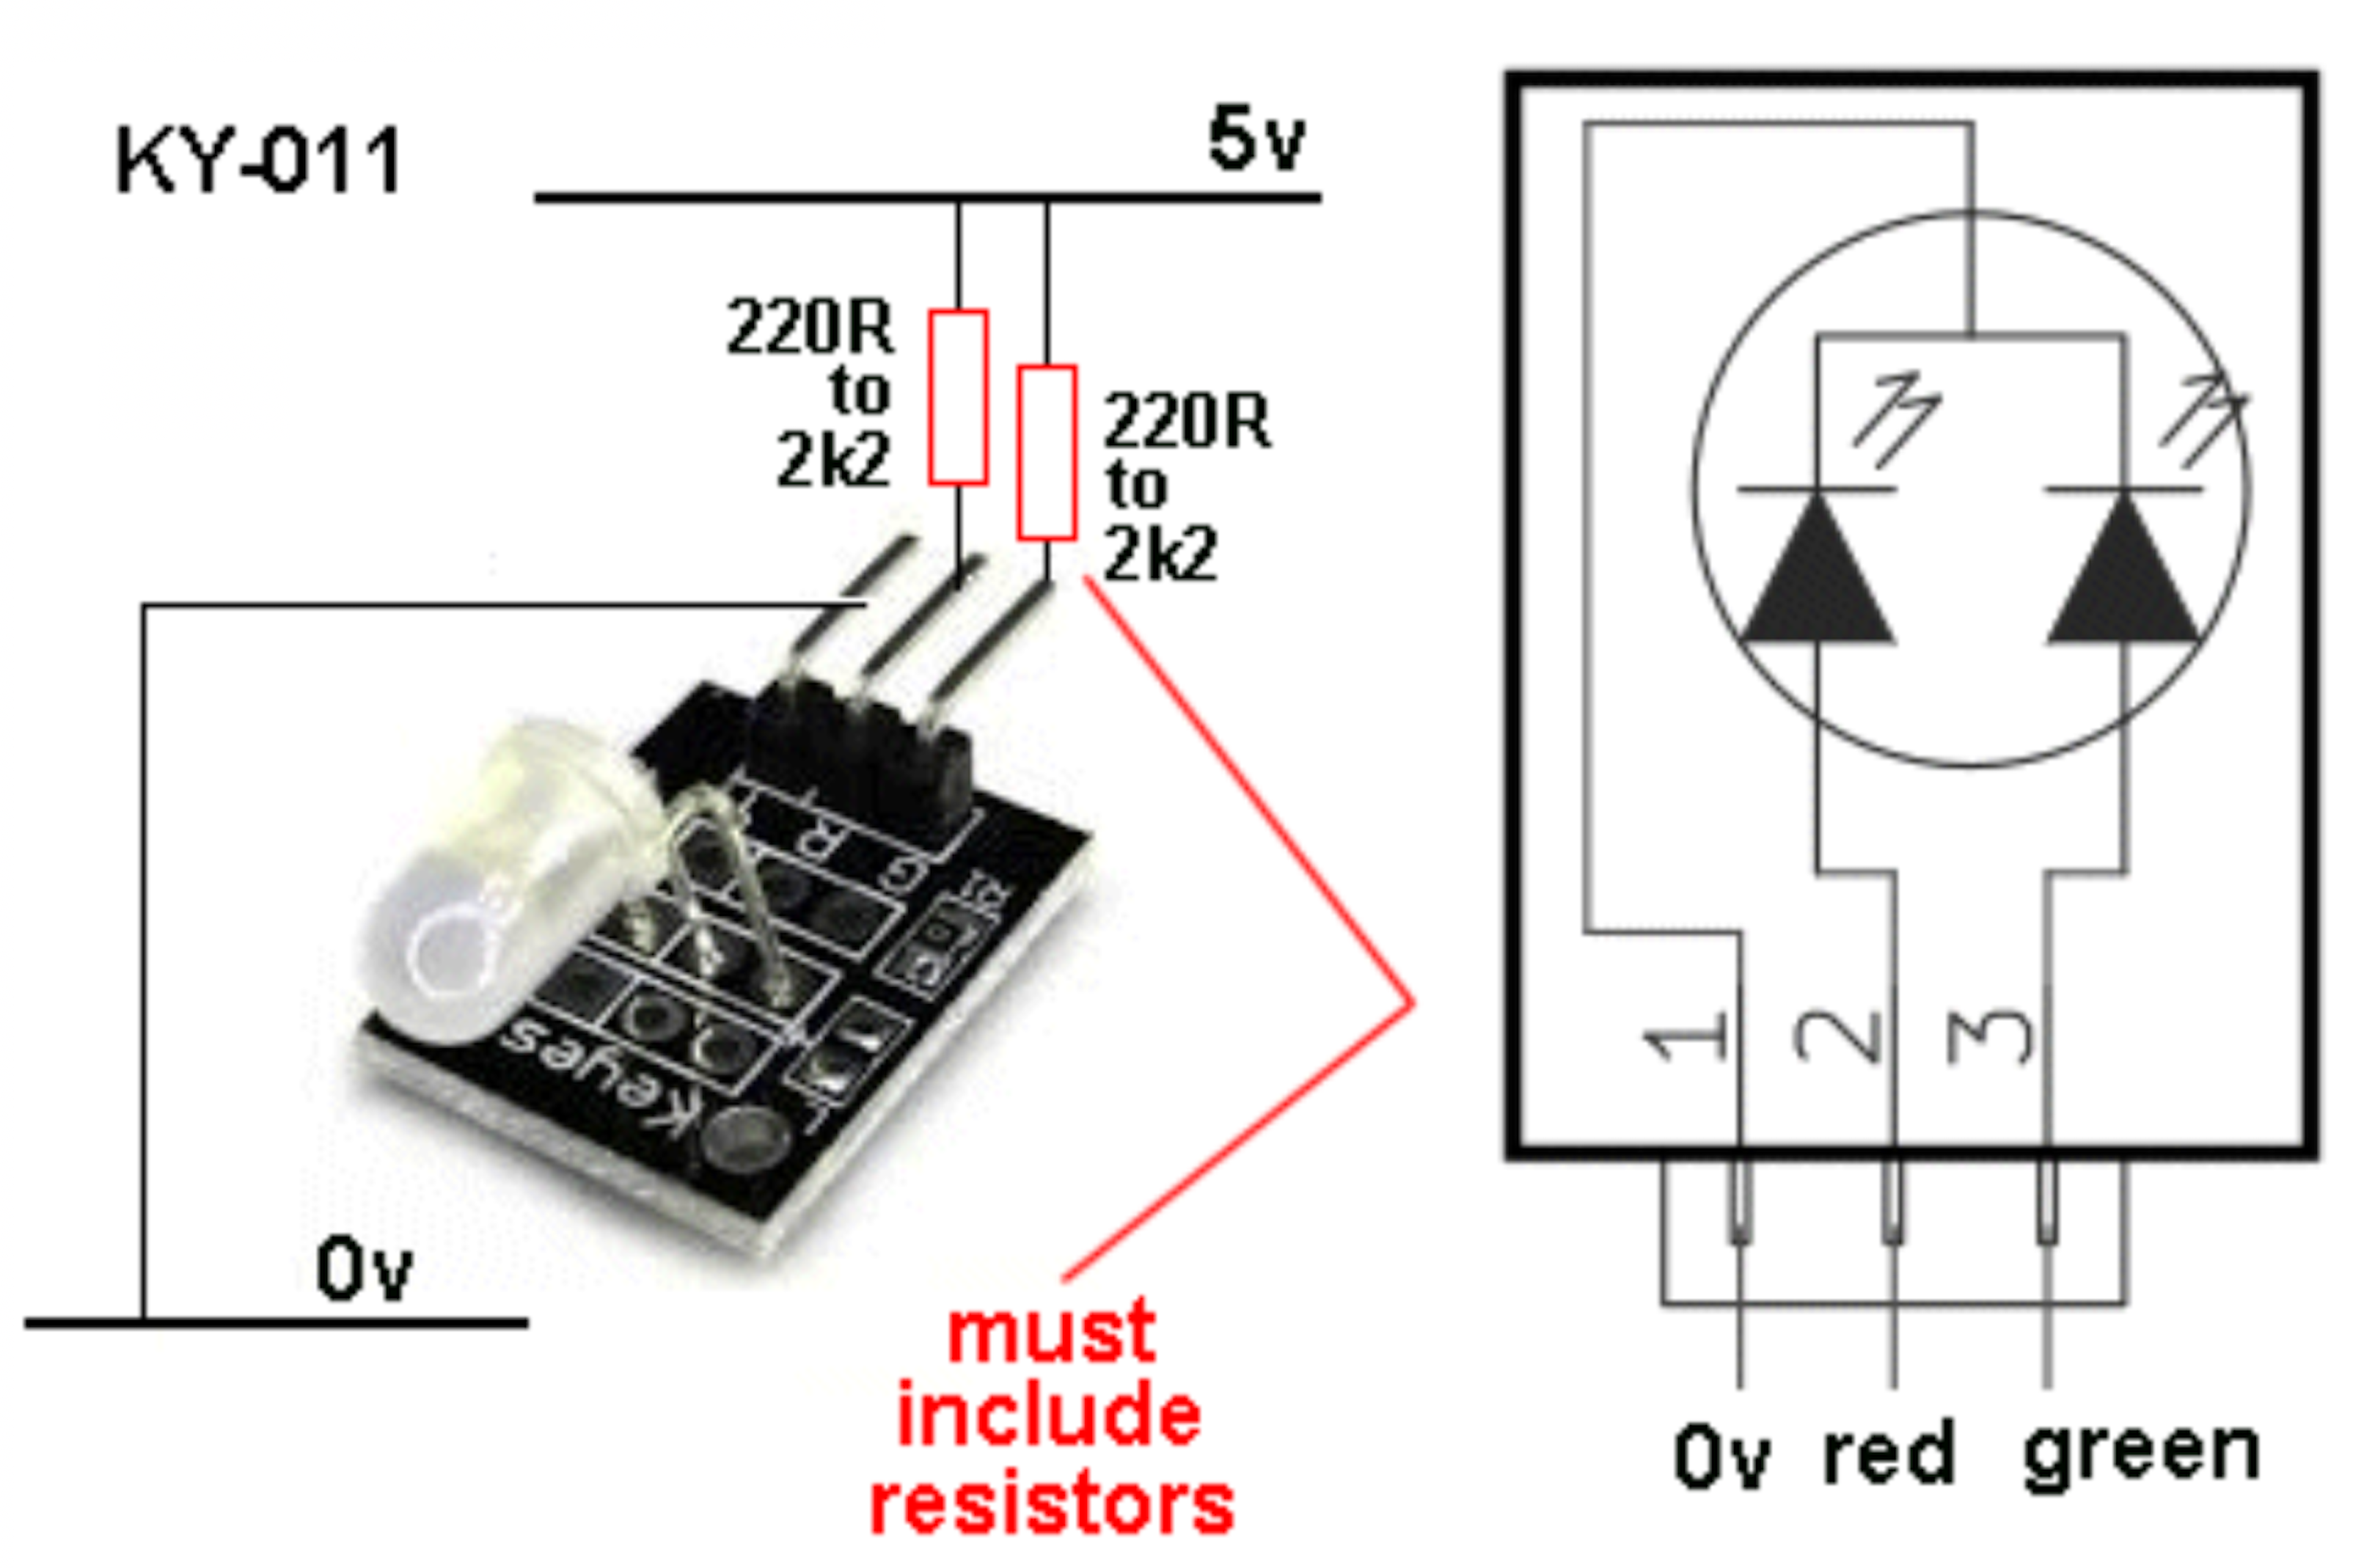 KY-011
5v
220R
to
2k2
220R
to
2k2
R
G
Keyes
0v
must
include
resistors
1
2
3
0v red green